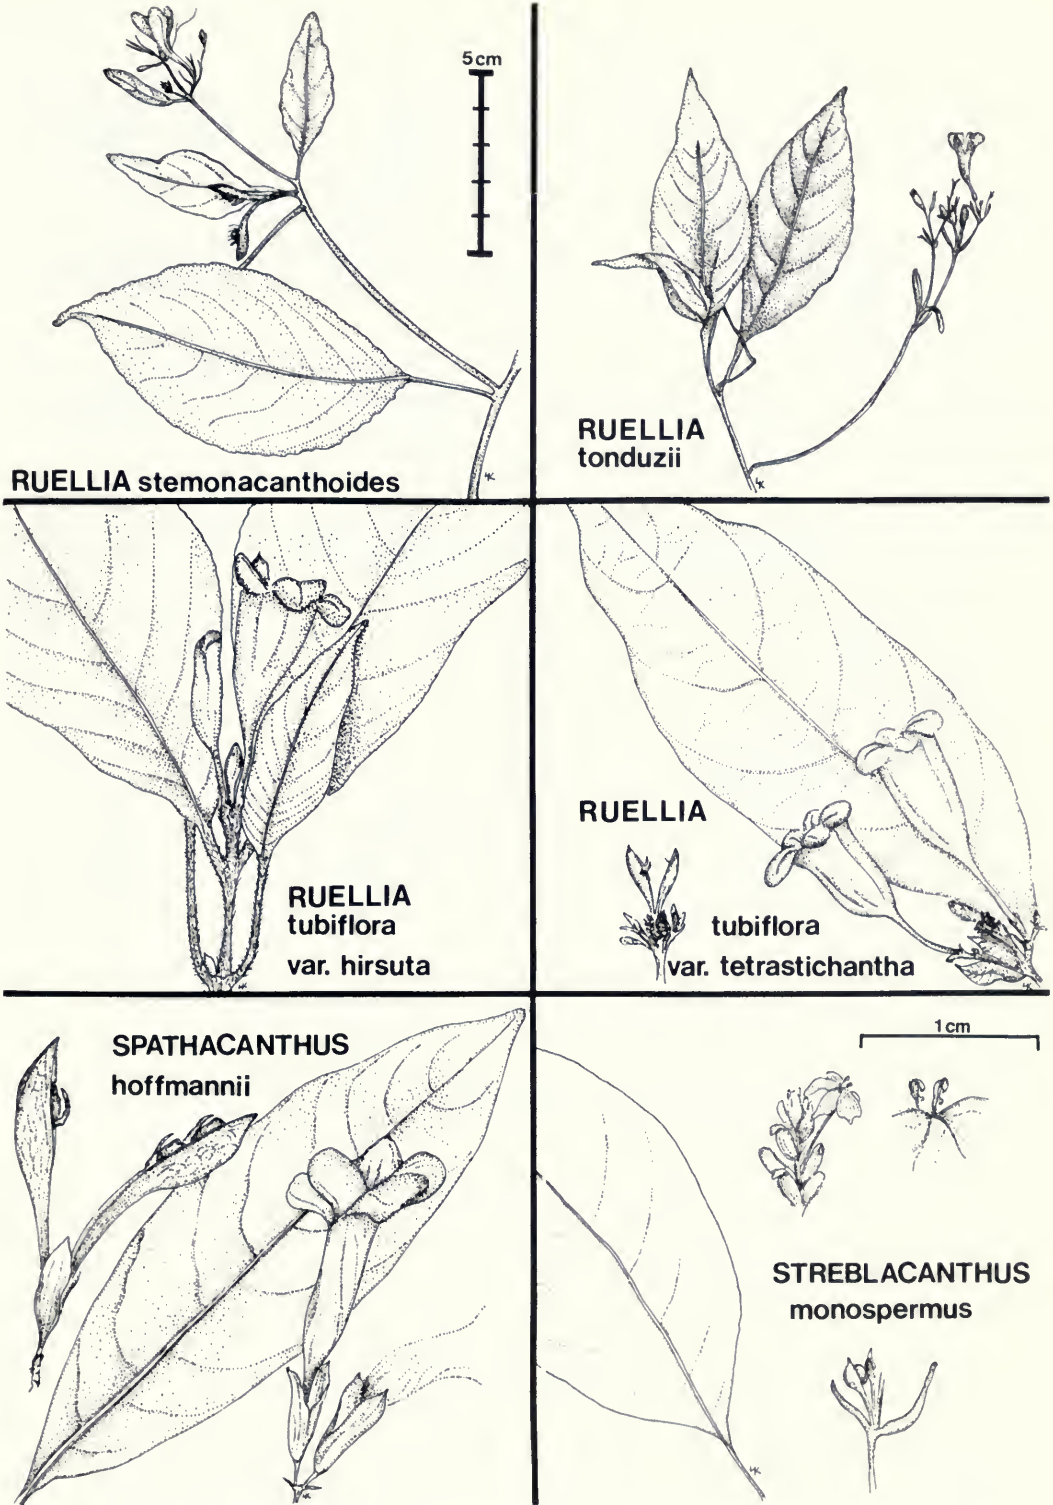 5cm
RUELLIA stemonacanthoides
RUELLIA
tonduzii
RUELLIA
tubiflora
var. hirsuta
RUELLIA
tubiflora
var. tetrastichantha
SPATHACANTHUS
hoffmannii
1cm
STREBLACANTHUS
monospermus